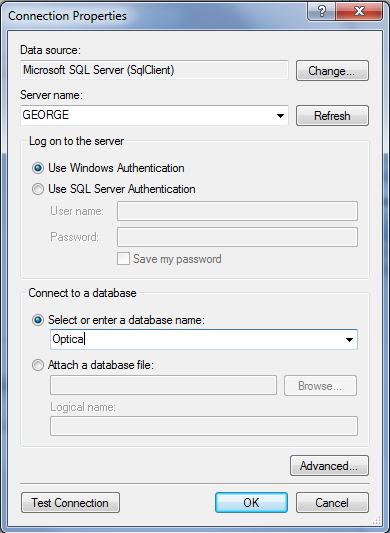 Connection Properties
Data source:
Microsoft SQL Server (SqlClient)
Change...
Server name:
GEORGE
Refresh
Log on to the server
Use Windows Authentication
Use SQL Server Authentication
User name:
Password:
Save my password
Connect to a database
Select or enter a database name:
Optica
Attach a database file:
Browse...
Logical name:
Advanced...
Test Connection
OK
Cancel